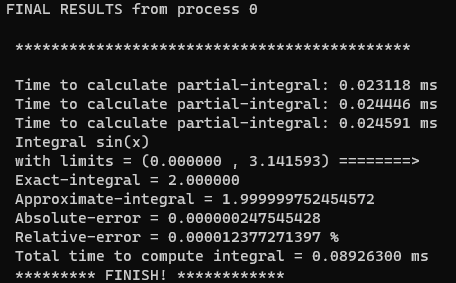 FINAL RESULTS from process 0
********************************************
Time to calculate partial-integral: 0.023118 ms
Time to calculate partial-integral: 0.024446 ms
Time to calculate partial-integral: 0.024591 ms
Integral sin(x)
with limits = (0.000000 , 3.141593) ========>
Exact-integral = 2.000000
Approximate-integral = 1.999999752454572
Absolute-error = 0.000000247545428
Relative-error = 0.000012377271397 %
Total time to compute integral = 0.08926300 ms
********* FINISH! ************